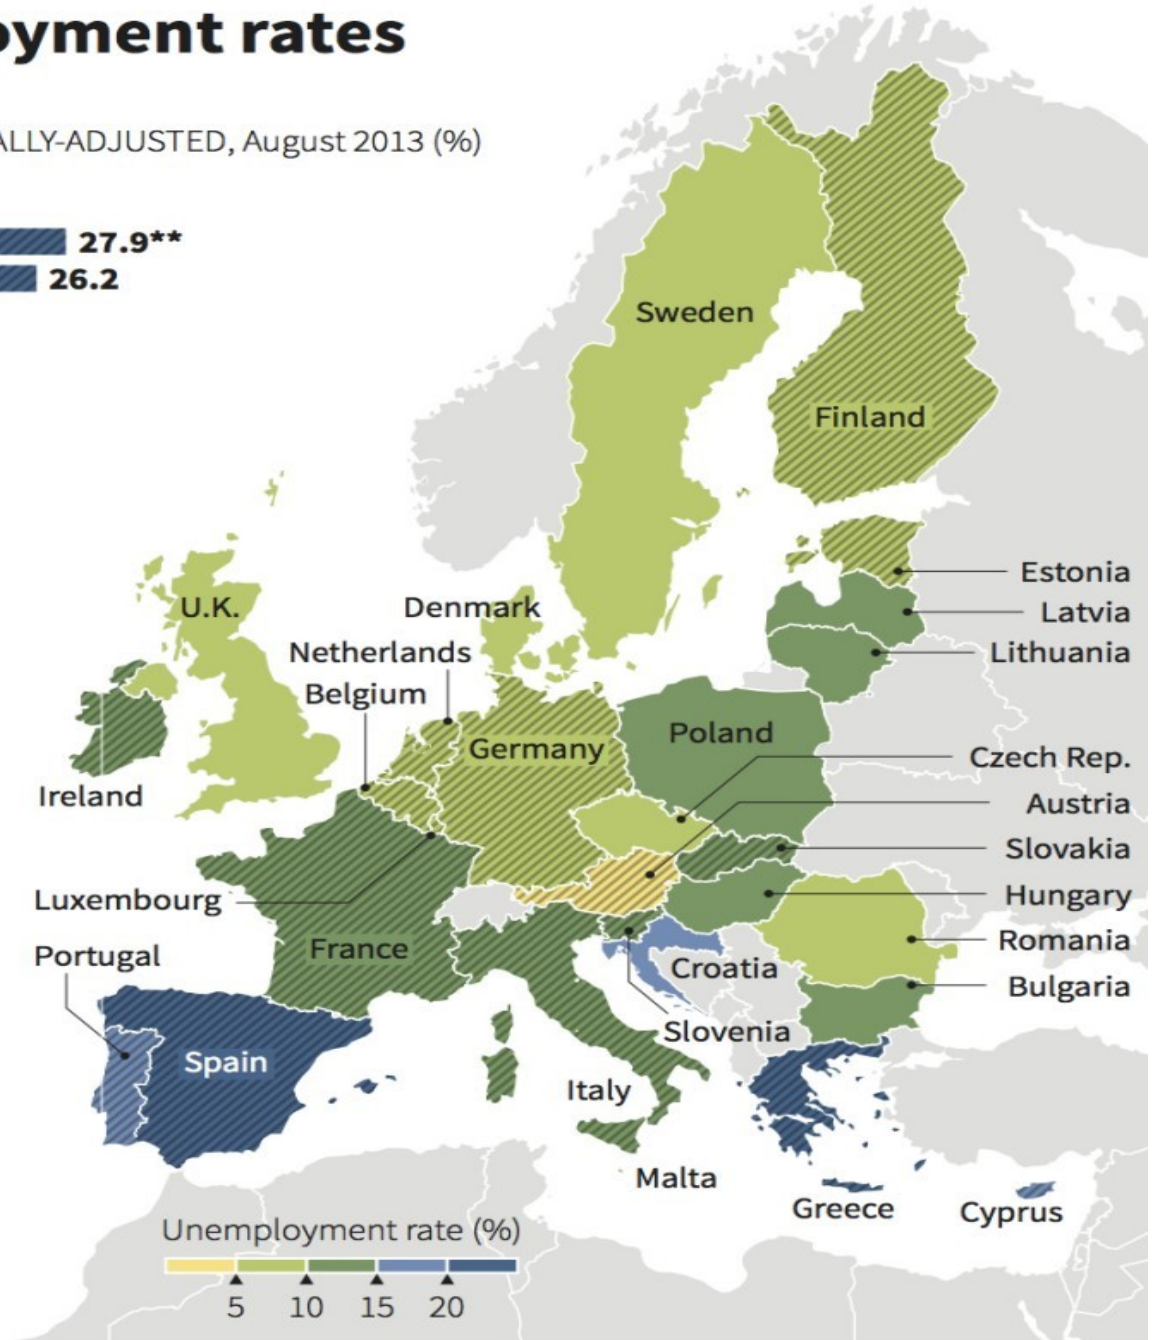 oyment rates
ALLY-ADJUSTED, August 2013 (%)
27.9**
26.2
Sweden
Finland
Estonia
U.K.
Denmark
Latvia
Netherlands
Lithuania
Belgium
Poland
Germany
Czech Rep.
Ireland
Austria
Slovakia
Luxembourg
Hungary
Portugal
France
Romania
Croatia
Bulgaria
Slovenia
Spain
Italy
Malta
Greece
Cyprus
Unemployment rate (%)
5 10 15 20